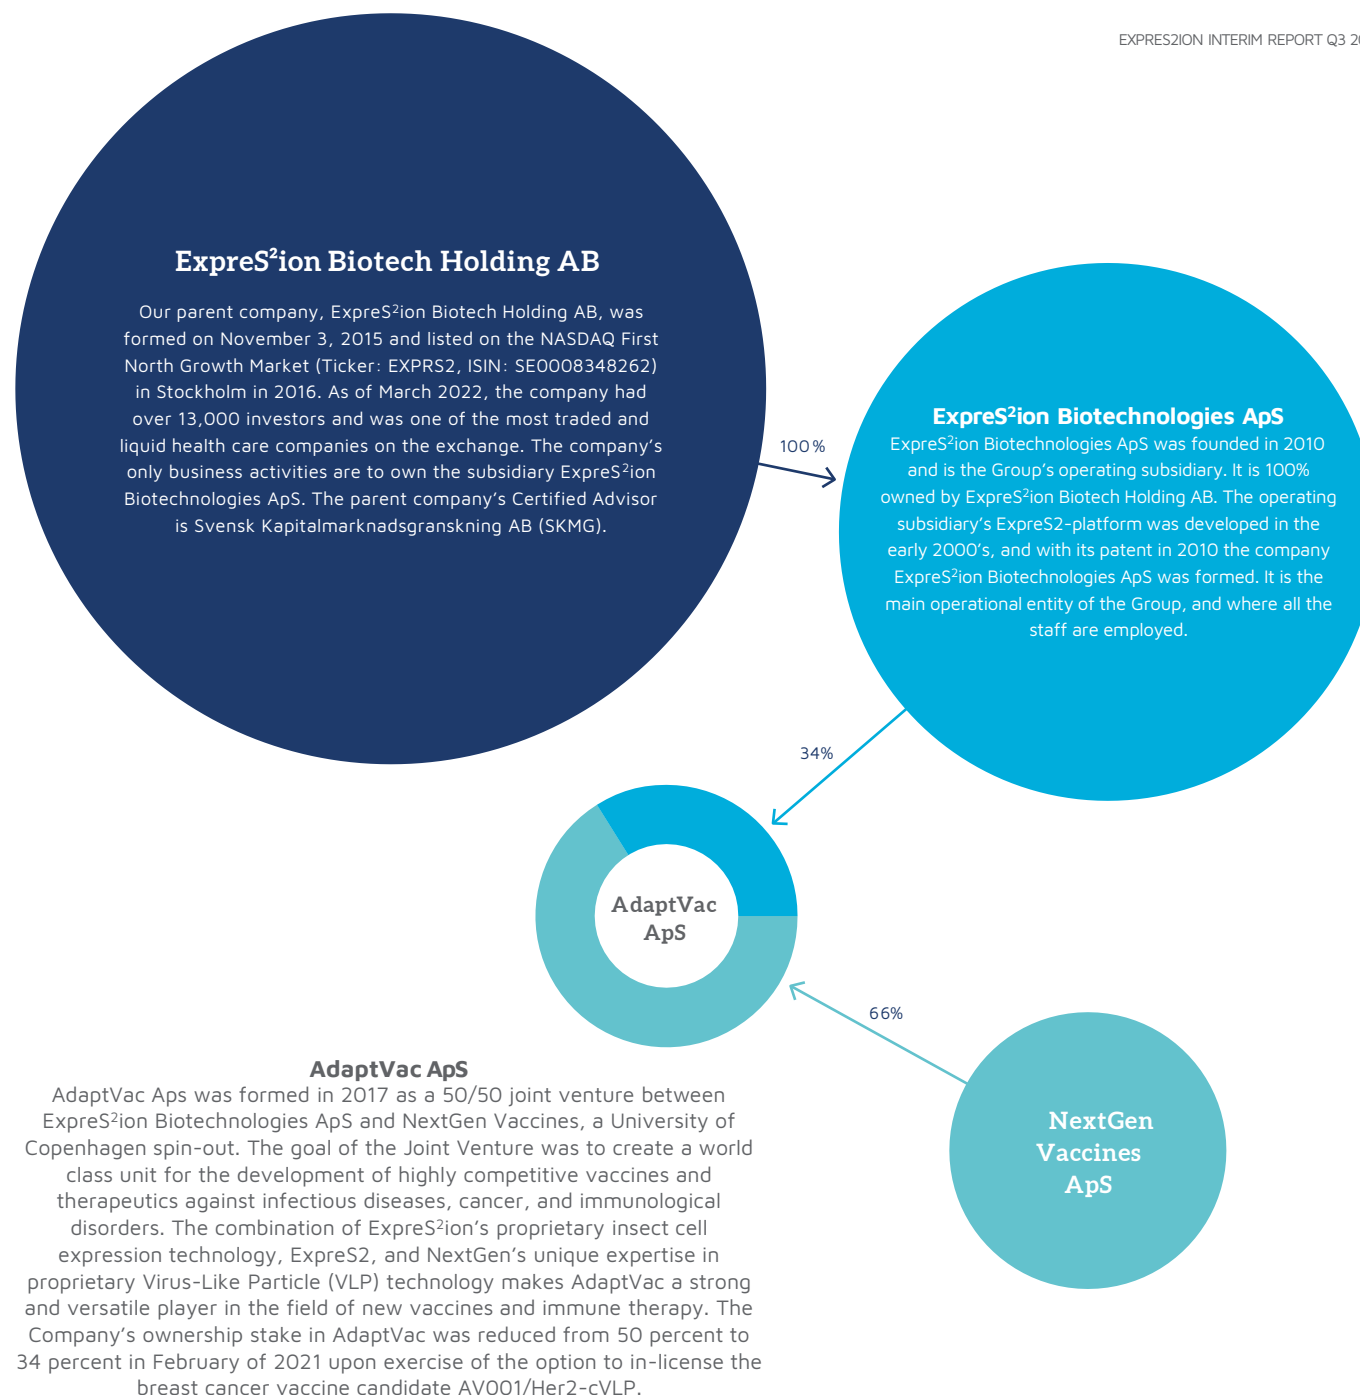 EXPRES2ION INTERIM REPORT Q3 20
ExpreS²ion Biotech Holding AB
Our parent company, ExpreS²ion Biotech Holding AB, was
formed on November 3, 2015 and listed on the NASDAQ First
North Growth Market (Ticker: EXPRS2, ISIN: SE0008348262)
in Stockholm in 2016. As of March 2022, the company had
over 13,000 investors and was one of the most traded and
liquid health care companies on the exchange. The company's
only business activities are to own the subsidiary ExpreS²ion
Biotechnologies ApS. The parent company's Certified Advisor
is Svensk Kapitalmarknadsgranskning AB (SKMG).
100%
ExpreS²ion Biotechnologies ApS
ExpreS²ion Biotechnologies ApS was founded in 2010
and is the Group's operating subsidiary. It is 100%
owned by ExpreS²ion Biotech Holding AB. The operating
subsidiary's ExpreS2-platform was developed in the
early 2000's, and with its patent in 2010 the company
ExpreS²ion Biotechnologies ApS was formed. It is the
main operational entity of the Group, and where all the
staff are employed.
34%
AdaptVac
ApS
66%
NextGen
Vaccines
ApS
AdaptVac ApS
AdaptVac Aps was formed in 2017 as a 50/50 joint venture between
ExpreS²ion Biotechnologies ApS and NextGen Vaccines, a University of
Copenhagen spin-out. The goal of the Joint Venture was to create a world
class unit for the development of highly competitive vaccines and
therapeutics against infectious diseases, cancer, and immunological
disorders. The combination of ExpreS²ion's proprietary insect cell
expression technology, ExpreS2, and NextGen's unique expertise in
proprietary Virus-Like Particle (VLP) technology makes AdaptVac a strong
and versatile player in the field of new vaccines and immune therapy. The
Company's ownership stake in AdaptVac was reduced from 50 percent to
34 percent in February of 2021 upon exercise of the option to in-license the
breast cancer vaccine candidate AV001/Her2-cVLP.